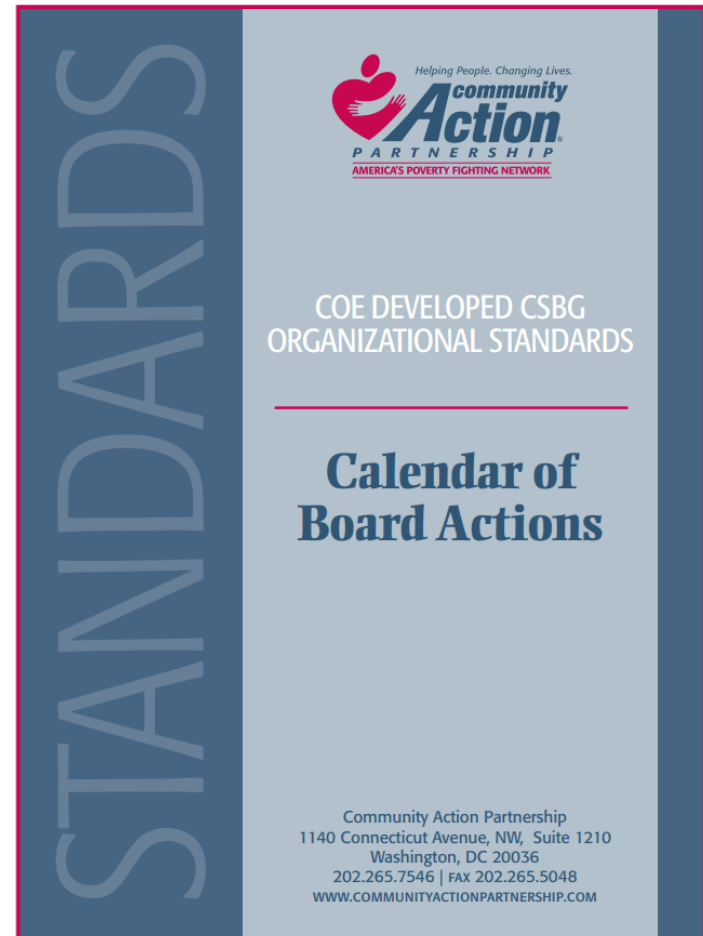 STANDARDS
Helping People. Changing Lives.
community
Action®
PARTNERSHIP
AMERICA'S POVERTY FIGHTING NETWORK
COE DEVELOPED CSBG
ORGANIZATIONAL STANDARDS
Calendar of
Board Actions
Community Action Partnership
1140 Connecticut Avenue, NW, Suite 1210
Washington, DC 20036
202.265.7546 | FAX 202.265.5048
WWW.COMMUNITYACTIONPARTNERSHIP.COM